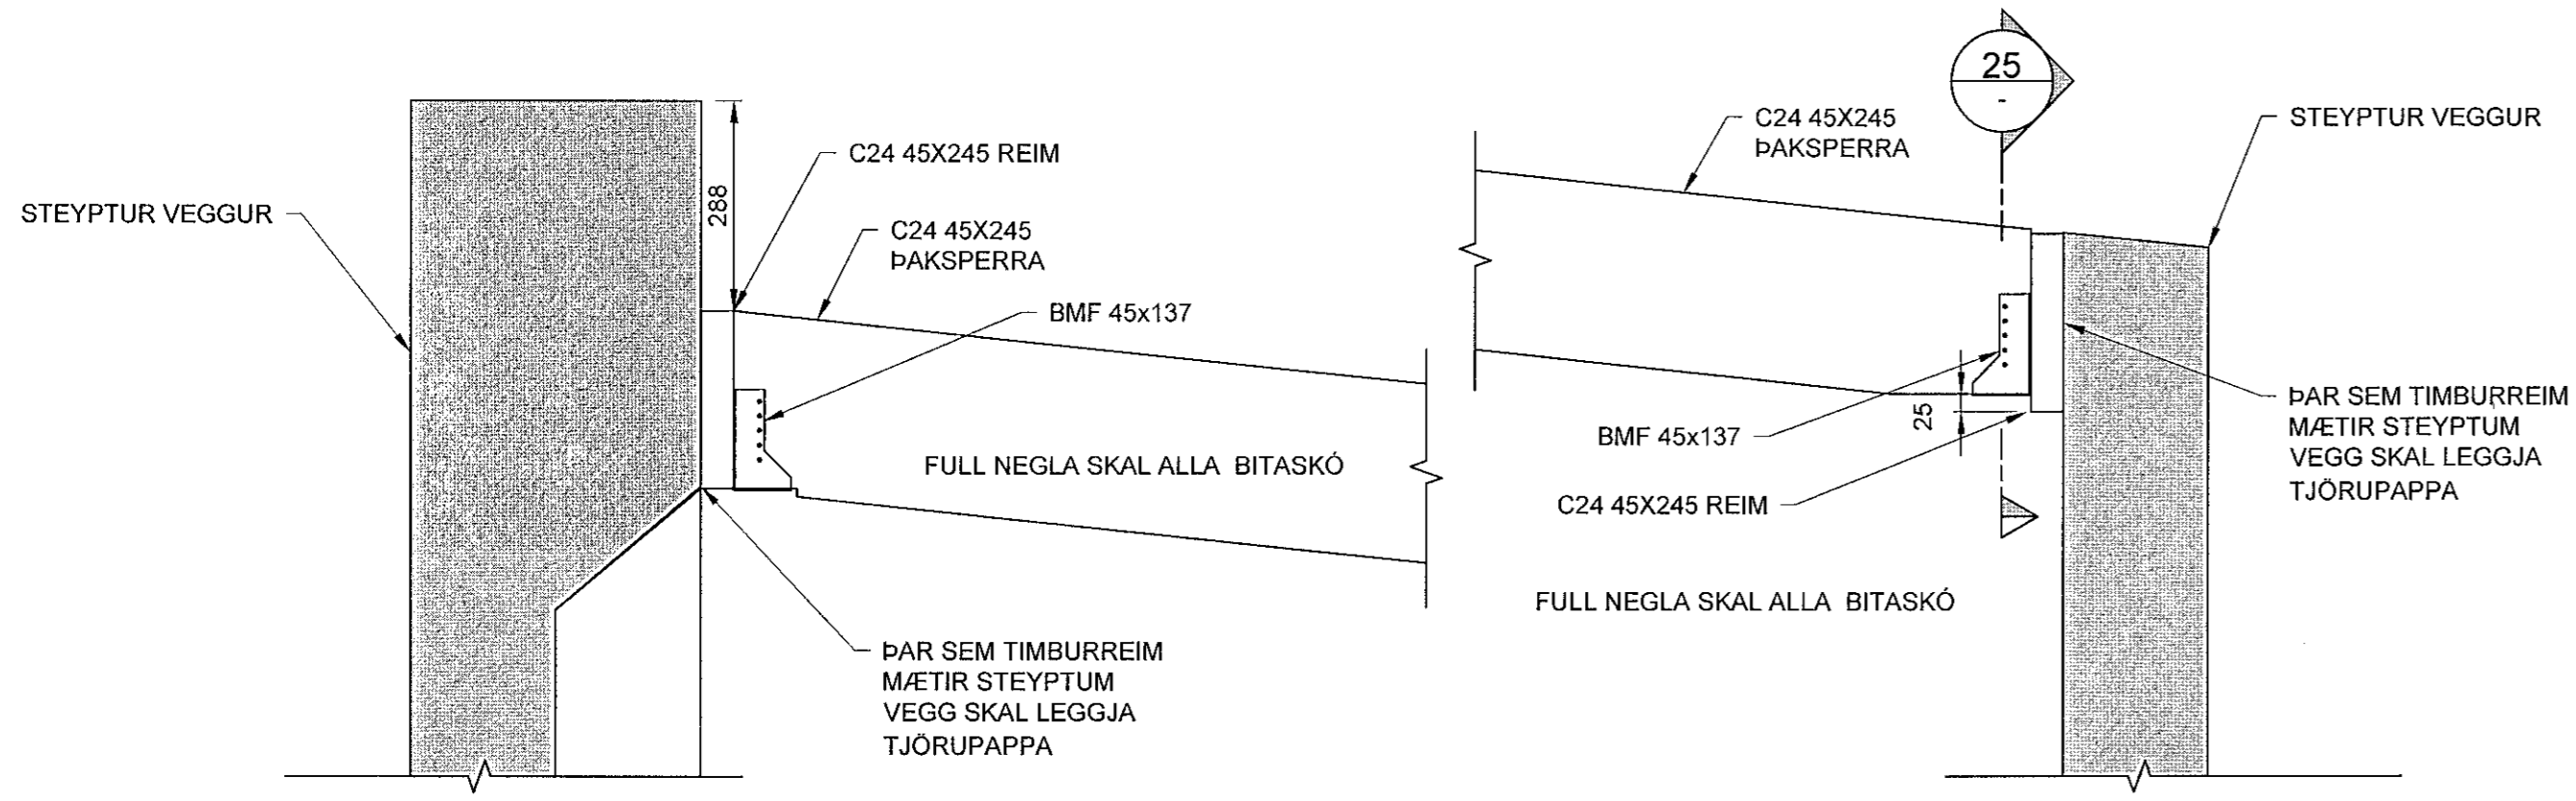 STEYPTUR VEGGUR
288
C24 45X245 REIM
C24 45X245
ÞAKSPERRA
BMF 45x137
FULL NEGLA SKAL ALLA BITASKÓ
ÞAR SEM TIMBURREIM
MÆTIR STEYPTUM
VEGG SKAL LEGGJA
TJÖRUPAPPA
25
-
C24 45X245
ÞAKSPERRA
STEYPTUR VEGGUR
BMF 45x137
25
C24 45X245 REIM
ÞAR SEM TIMBURREIM
MÆTIR STEYPTUM
VEGG SKAL LEGGJA
TJÖRUPAPPA
FULL NEGLA SKAL ALLA BITASKÓ